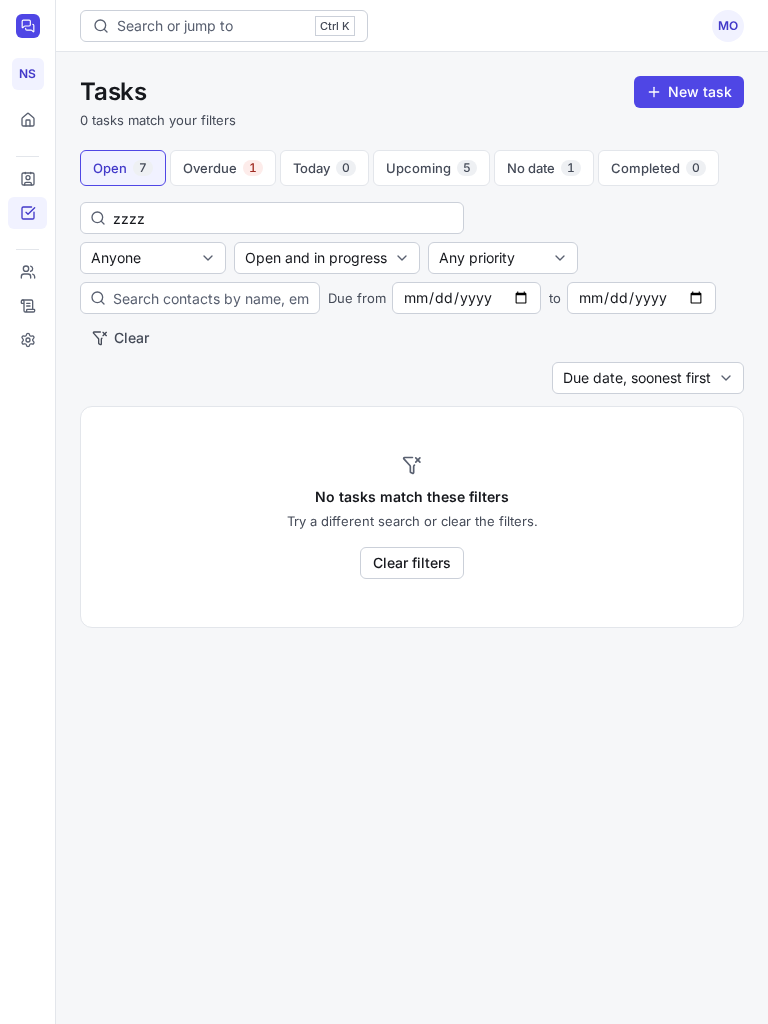 Search or jump to Ctrl K MO
NS
Tasks
New task
0 tasks match your filters
Open 7 Overdue 1 Today 0 Upcoming 5 No date 1 Completed 0
zzzz
Anyone Open and in progress Any priority
Search contacts by name, em Due from mm/dd/yyyy to mm/dd/yyyy
Clear
Due date, soonest first
No tasks match these filters
Try a different search or clear the filters.
Clear filters